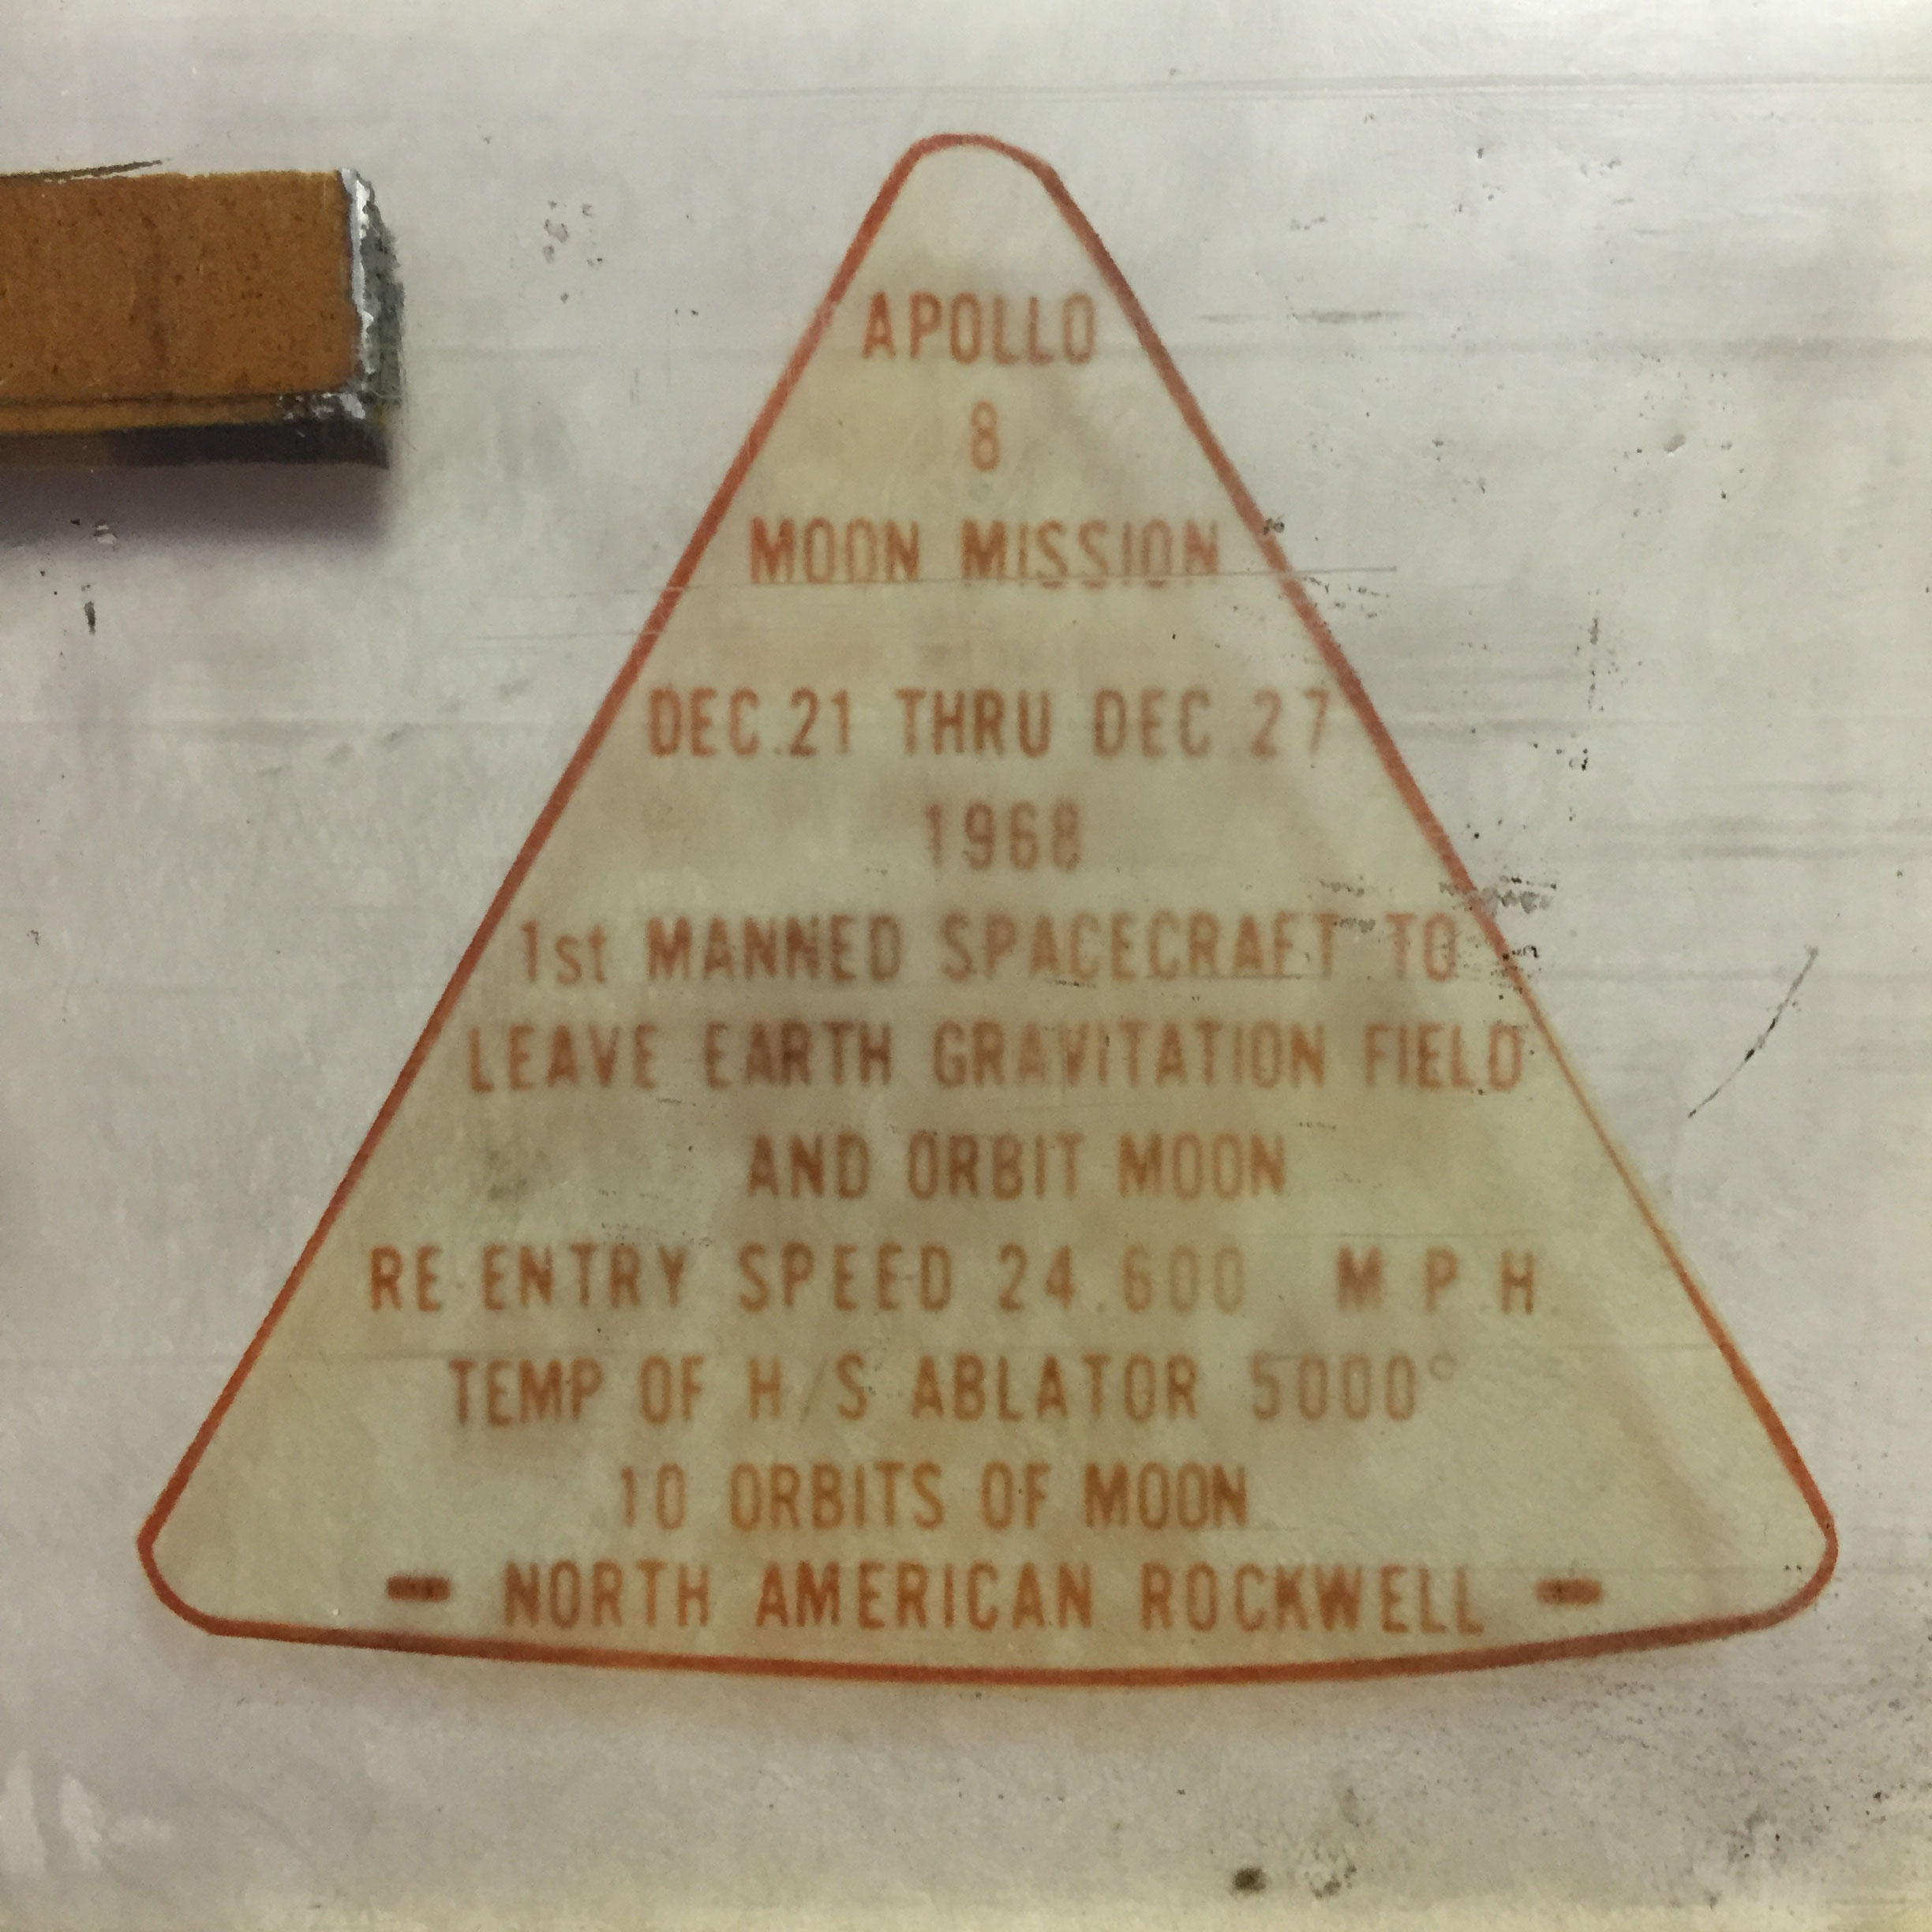 APOLLO
8
MOON MISSION
DEC.21 THRU DEC 27
1968
1st MANNED SPACECRAFT TO
LEAVE EARTH GRAVITATION FIELD
AND ORBIT MOON
RE-ENTRY SPEED 24.600 M P H
TEMP OF H/S ABLATOR 5000°
10 ORBITS OF MOON
- NORTH AMERICAN ROCKWELL -